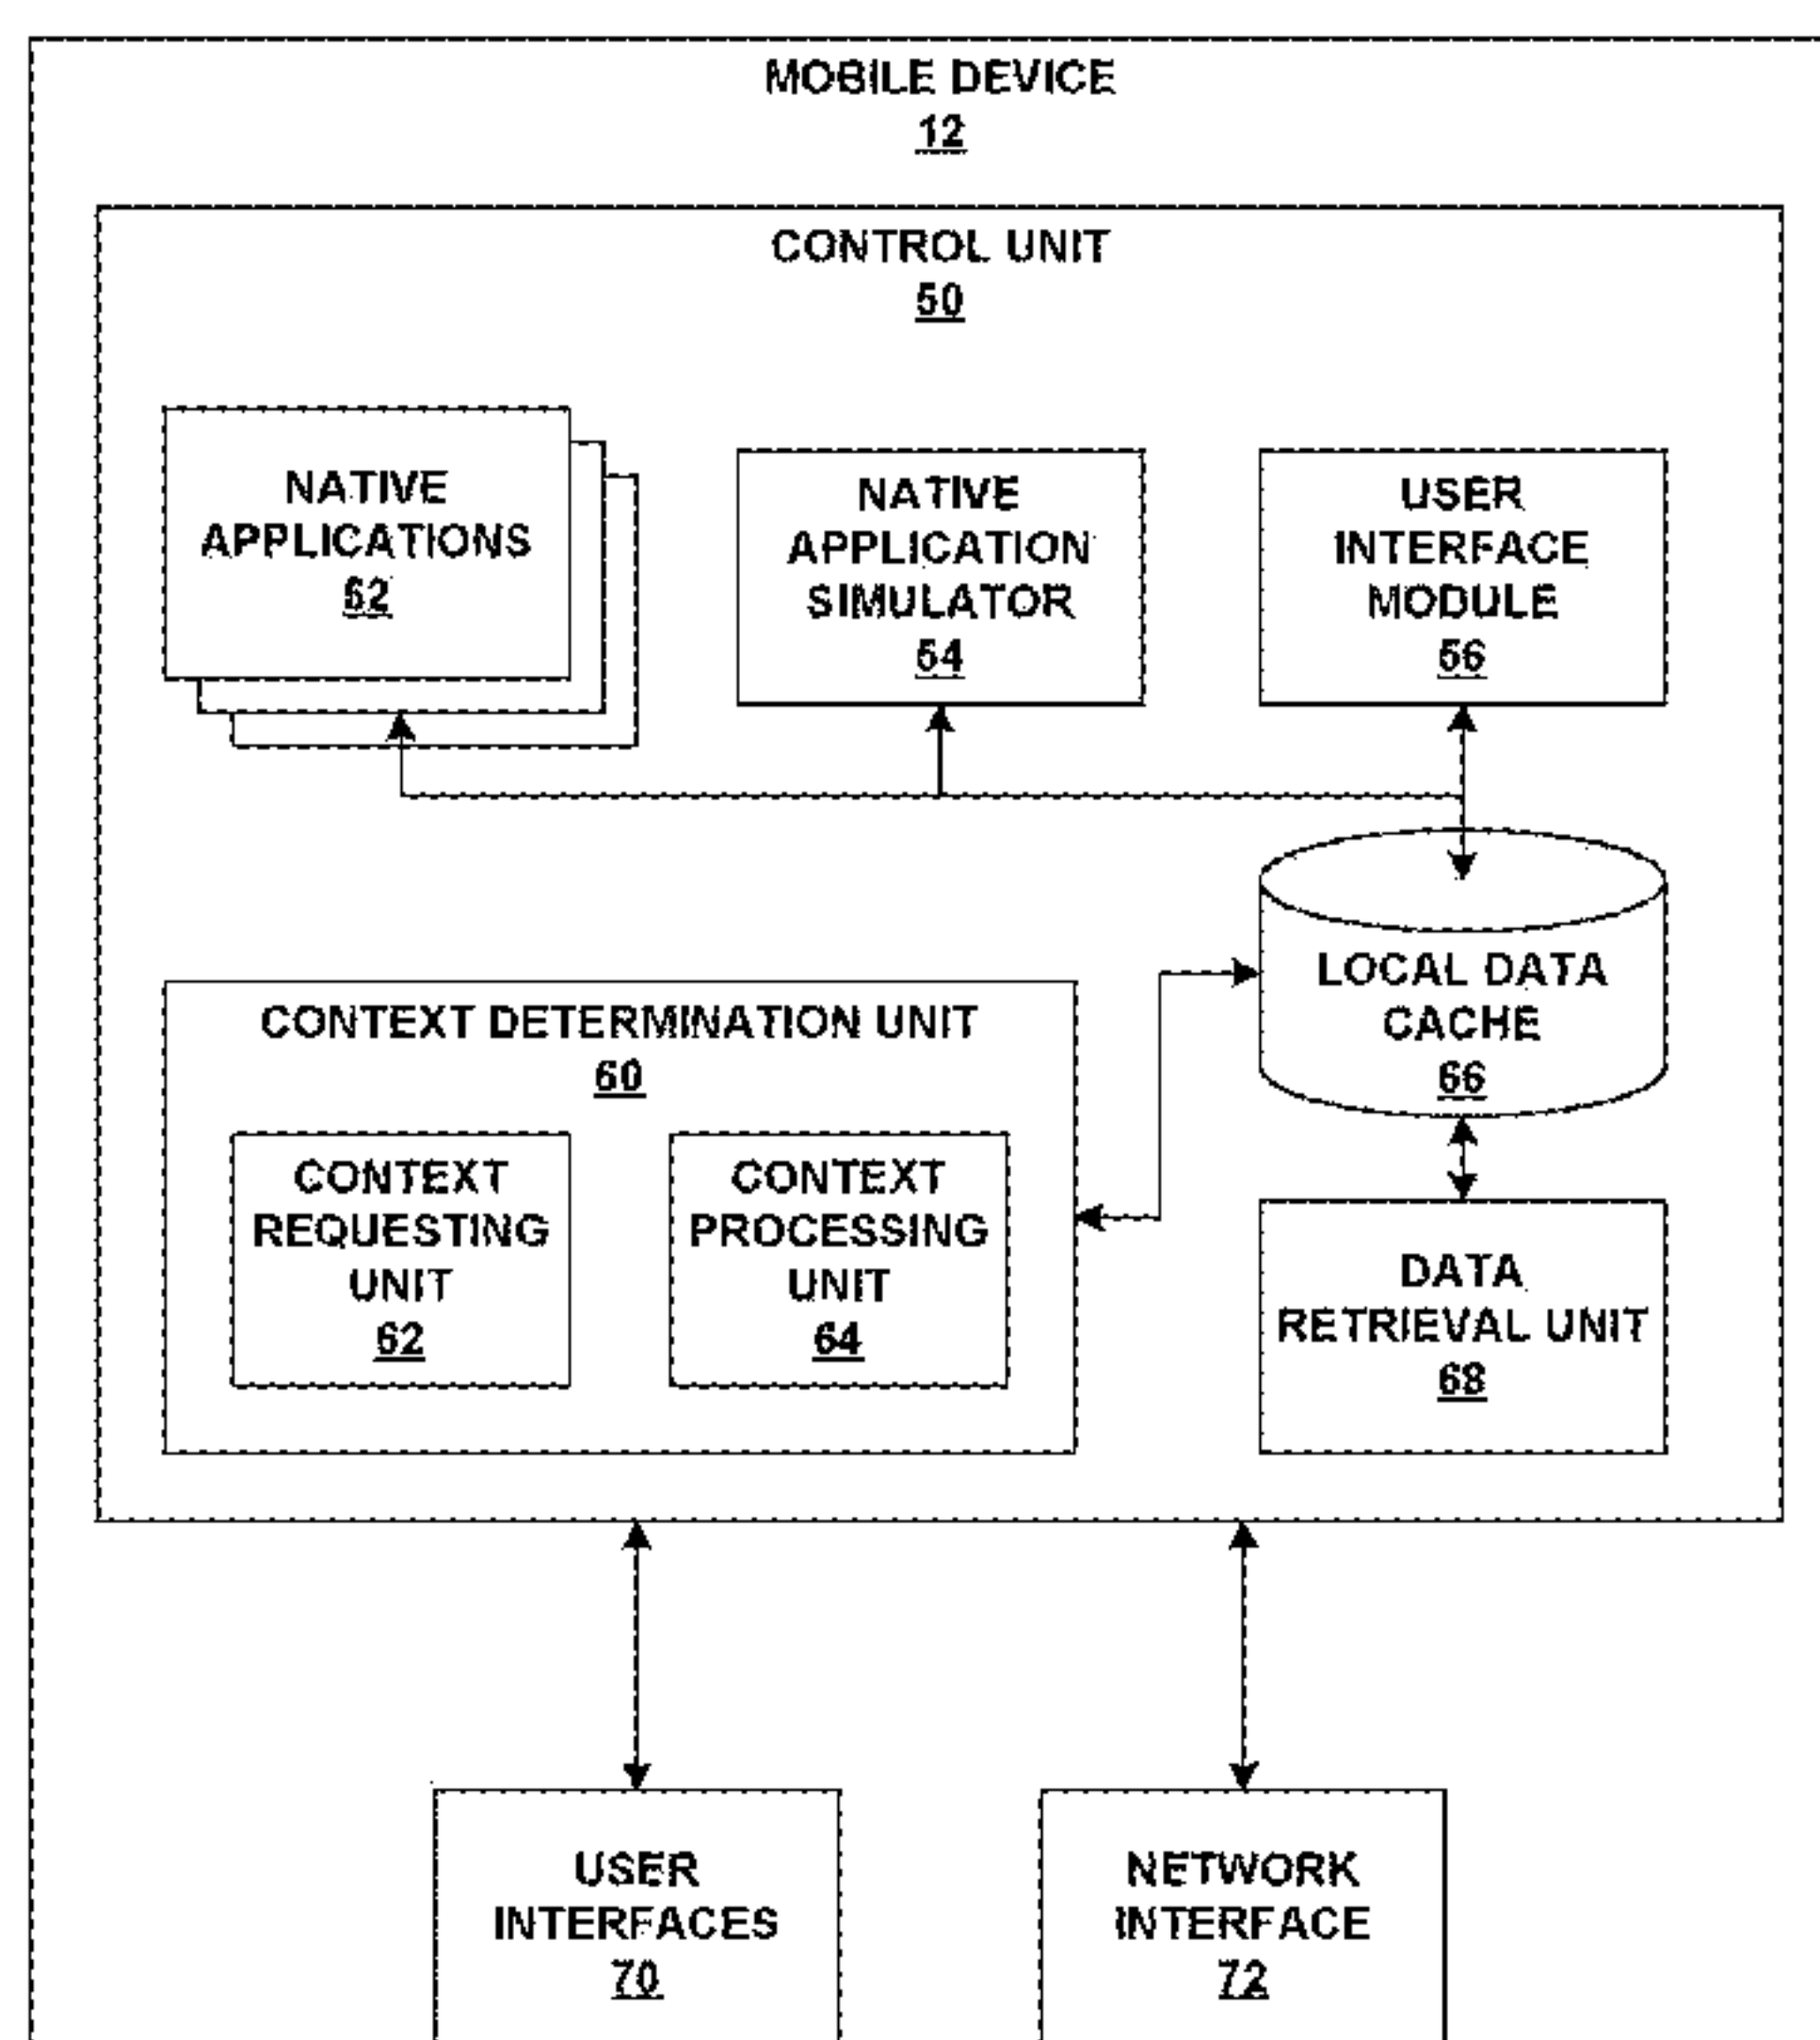 MOBILE DEVICE
12
CONTROL UNIT
50
NATIVE
APPLICATIONS
52
NATIVE
APPLICATION
SIMULATOR
54
USER
INTERFACE
MODULE
56
LOCAL DATA
CACHE
66
CONTEXT DETERMINATION UNIT
60
CONTEXT
REQUESTING
UNIT
62
CONTEXT
PROCESSING
UNIT
64
DATA
RETRIEVAL UNIT
68
USER
INTERFACES
70
NETWORK
INTERFACE
72